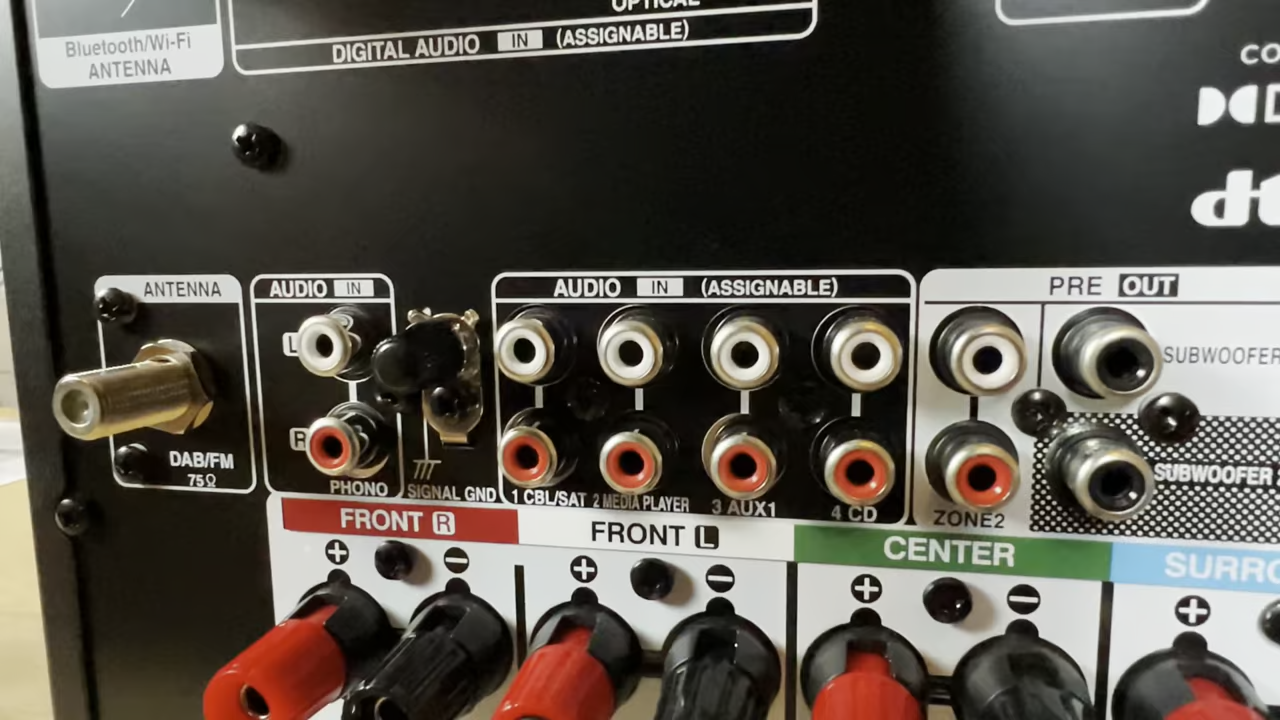 OPTICAL
DIGITAL AUDIO IN (ASSIGNABLE)
Bluetooth/Wi-Fi
ANTENNA
ANTENNA
DAB/FM
75Ω
AUDIO IN
L
R
PHONO
SIGNAL GND
AUDIO IN (ASSIGNABLE)
1 CBL/SAT 2 MEDIA PLAYER 3 AUX1 4 CD
PRE OUT
SUBWOOFER
SUBWOOFER
ZONE2
FRONT R
+ −
FRONT L
+ −
CENTER
+ −
+